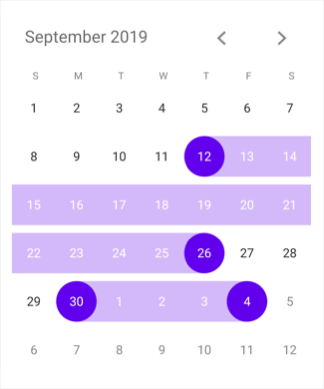 September 2019
S M T W T F S
1 2 3 4 5 6 7
8 9 10 11 12 13 14
15 16 17 18 19 20 21
22 23 24 25 26 27 28
29 30 1 2 3 4 5
6 7 8 9 10 11 12